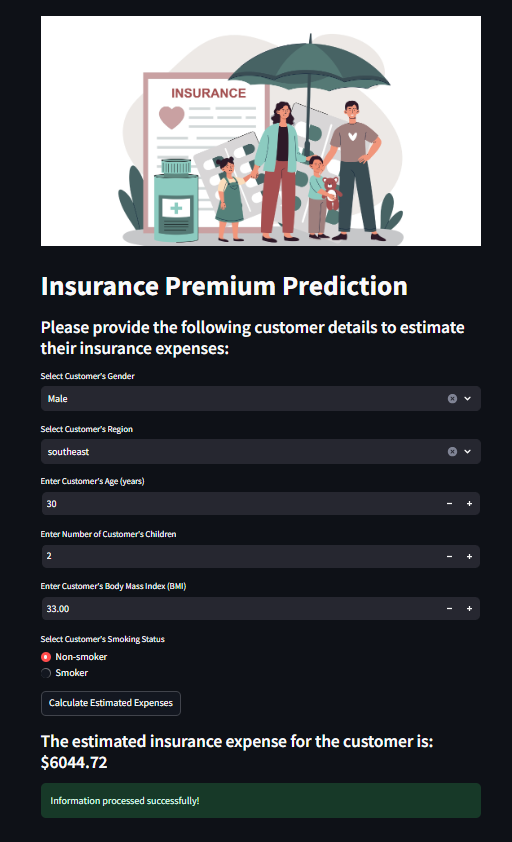 INSURANCE
Insurance Premium Prediction
Please provide the following customer details to estimate
their insurance expenses:
Select Customer's Gender
Male
Select Customer's Region
southeast
Enter Customer's Age (years)
30
Enter Number of Customer's Children
2
Enter Customer's Body Mass Index (BMI)
33.00
Select Customer's Smoking Status
Non-smoker
Smoker
Calculate Estimated Expenses
The estimated insurance expense for the customer is:
$6044.72
Information processed successfully!